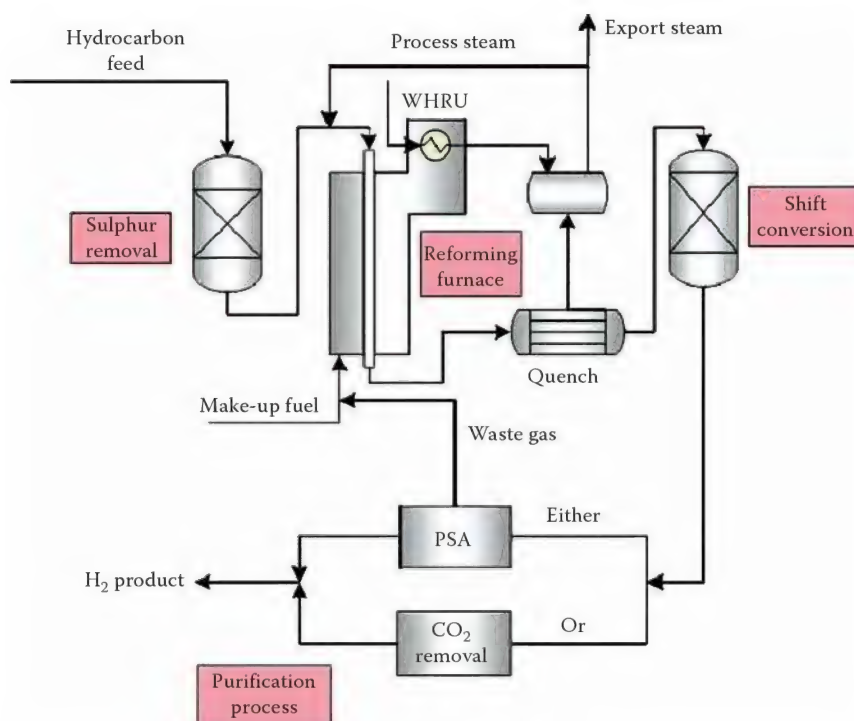 Hydrocarbon
feed
Process steam
Export steam
WHRU
Sulphur
removal
Reforming
furnace
Shift
conversion
Quench
Make-up fuel
Waste gas
PSA
Either
H₂ product
CO₂
removal
Or
Purification
process